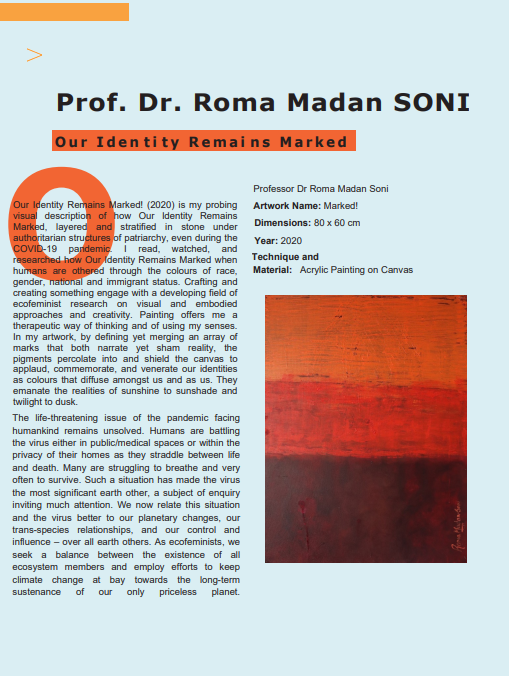 >
Prof. Dr. Roma Madan SONI
Our Identity Remains Marked
O
Our Identity Remains Marked! (2020) is my probing
visual description of how Our Identity Remains
Marked, layered and stratified in stone under
authoritarian structures of patriarchy, even during the
COVID-19 pandemic. I read, watched, and
researched how Our Identity Remains Marked when
humans are othered through the colours of race,
gender, national and immigrant status. Crafting and
creating something engage with a developing field of
ecofeminist research on visual and embodied
approaches and creativity. Painting offers me a
therapeutic way of thinking and of using my senses.
In my artwork, by defining yet merging an array of
marks that both narrate yet sham reality, the
pigments percolate into and shield the canvas to
applaud, commemorate, and venerate our identities
as colours that diffuse amongst us and as us. They
emanate the realities of sunshine to sunshade and
twilight to dusk.
The life-threatening issue of the pandemic facing
humankind remains unsolved. Humans are battling
the virus either in public/medical spaces or within the
privacy of their homes as they straddle between life
and death. Many are struggling to breathe and very
often to survive. Such a situation has made the virus
the most significant earth other, a subject of enquiry
inviting much attention. We now relate this situation
and the virus better to our planetary changes, our
trans-species relationships, and our control and
influence – over all earth others. As ecofeminists, we
seek a balance between the existence of all
ecosystem members and employ efforts to keep
climate change at bay towards the long-term
sustenance of our only priceless planet.
Professor Dr Roma Madan Soni
Artwork Name: Marked!
Dimensions: 80 x 60 cm
Year: 2020
Technique and
Material: Acrylic Painting on Canvas